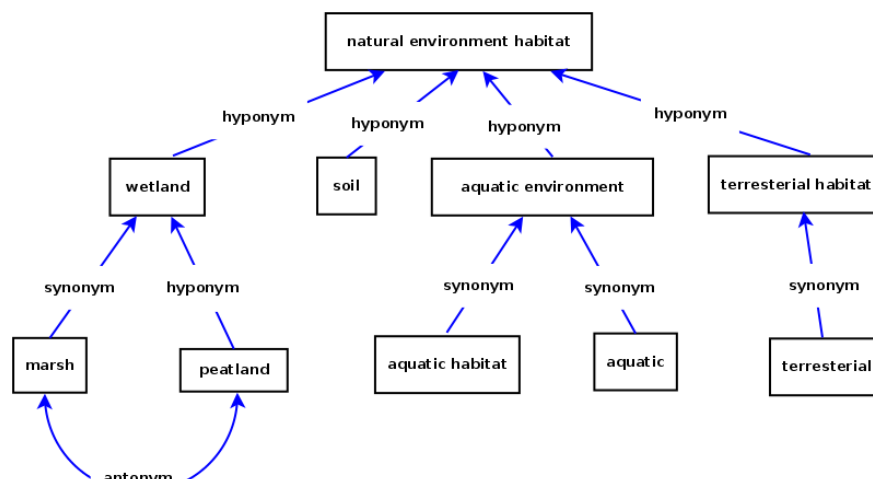 natural environment habitat
hyponym
hyponym
hyponym
hyponym
wetland
soil
aquatic environment
terresterial habitat
synonym
hyponym
synonym
synonym
synonym
marsh
peatland
aquatic habitat
aquatic
terresterial
antonym